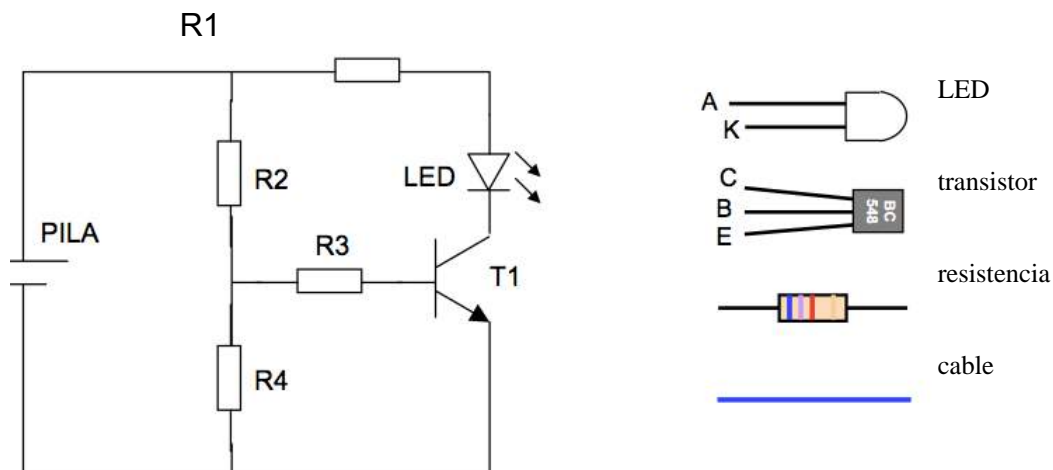 R1
R2
LED
PILA
R3
T1
R4
A
K
LED
C
B
E
BC
548
transistor
resistencia
cable